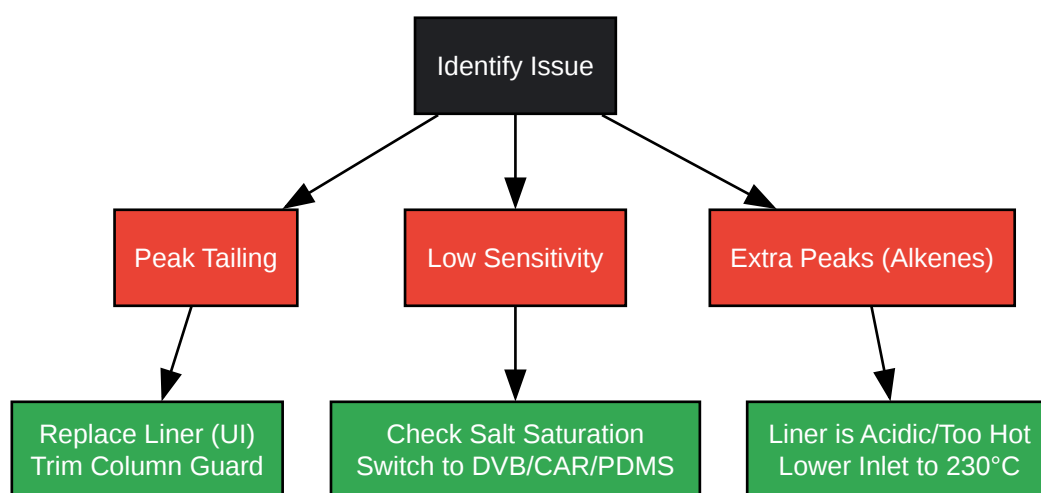 Identify Issue
Peak Tailing
Low Sensitivity
Extra Peaks (Alkenes)
Replace Liner (UI)
Trim Column Guard
Check Salt Saturation
Switch to DVB/CAR/PDMS
Liner is Acidic/Too Hot
Lower Inlet to 230°C